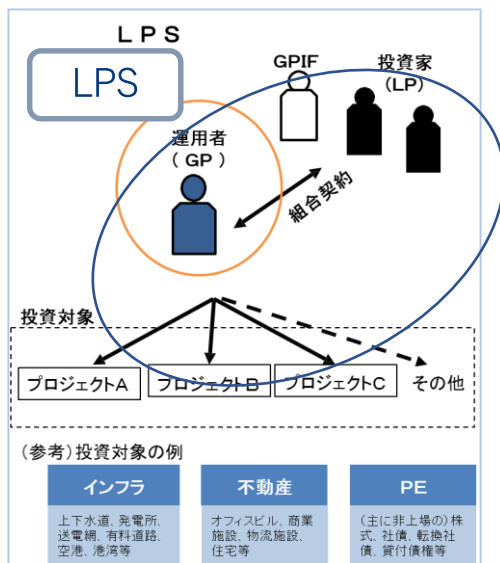 ＬＰＳ
LPS
GPIF
投資家
(LP)
運用者
( GP )
組合契約
投資対象
プロジェクトA
プロジェクトB
プロジェクトC
その他
(参考)投資対象の例
インフラ
上下水道、発電所、
送電網、有料道路、
空港、港湾等
不動産
オフィスビル、商業
施設、物流施設、
住宅等
PE
(主に非上場の)株
式、社債、転換社
債、貸付債権等